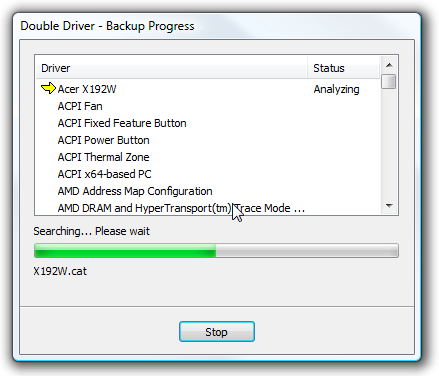 Double Driver - Backup Progress
Driver Status
Acer X192W Analyzing
ACPI Fan
ACPI Fixed Feature Button
ACPI Power Button
ACPI Thermal Zone
ACPI x64-based PC
AMD Address Map Configuration
AMD DRAM and HyperTransport(tm) Trace Mode ...
Searching... Please wait
X192W.cat
Stop